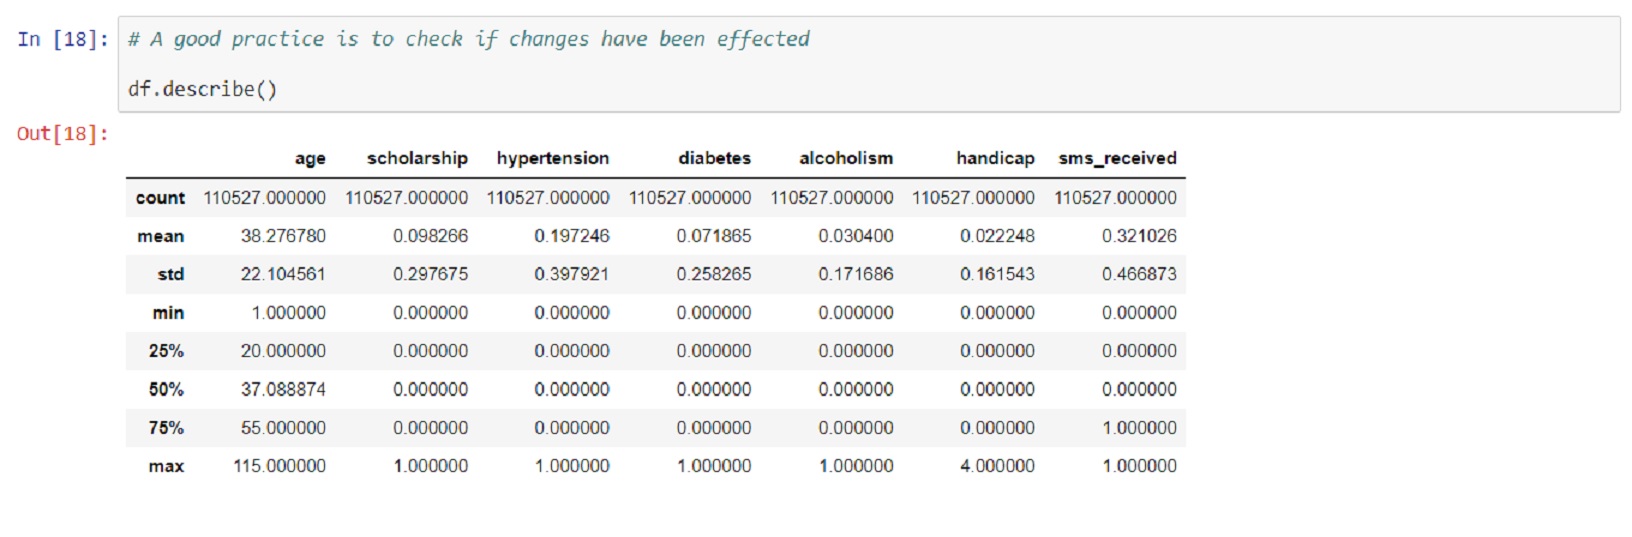 In [18]: # A good practice is to check if changes have been effected
df.describe()
Out[18]:
age scholarship hypertension diabetes alcoholism handicap sms_received
count 110527.000000 110527.000000 110527.000000 110527.000000 110527.000000 110527.000000 110527.000000
mean 38.276780 0.098266 0.197246 0.071865 0.030400 0.022248 0.321026
std 22.104561 0.297675 0.397921 0.258265 0.171686 0.161543 0.466873
min 1.000000 0.000000 0.000000 0.000000 0.000000 0.000000 0.000000
25% 20.000000 0.000000 0.000000 0.000000 0.000000 0.000000 0.000000
50% 37.088874 0.000000 0.000000 0.000000 0.000000 0.000000 0.000000
75% 55.000000 0.000000 0.000000 0.000000 0.000000 0.000000 1.000000
max 115.000000 1.000000 1.000000 1.000000 1.000000 4.000000 1.000000